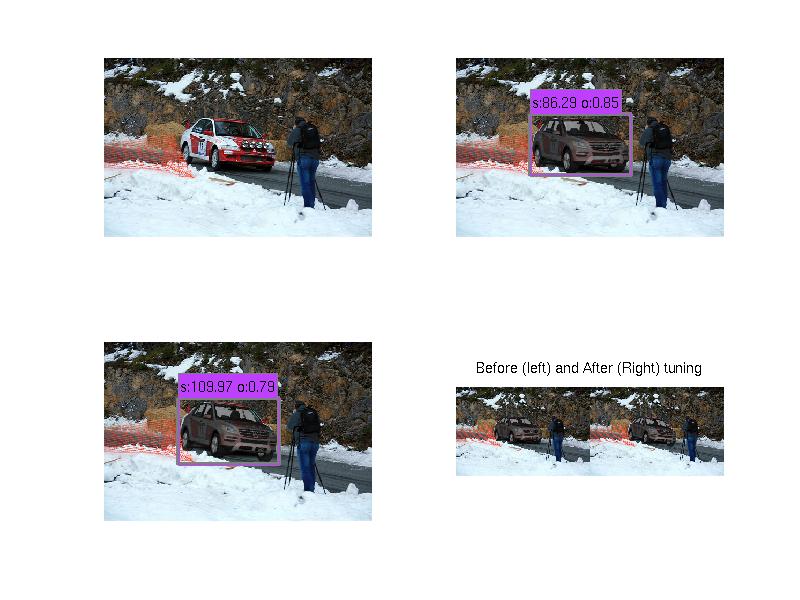 s:86.29 o:0.85
s:109.97 o:0.79
Before (left) and After (Right) tuning